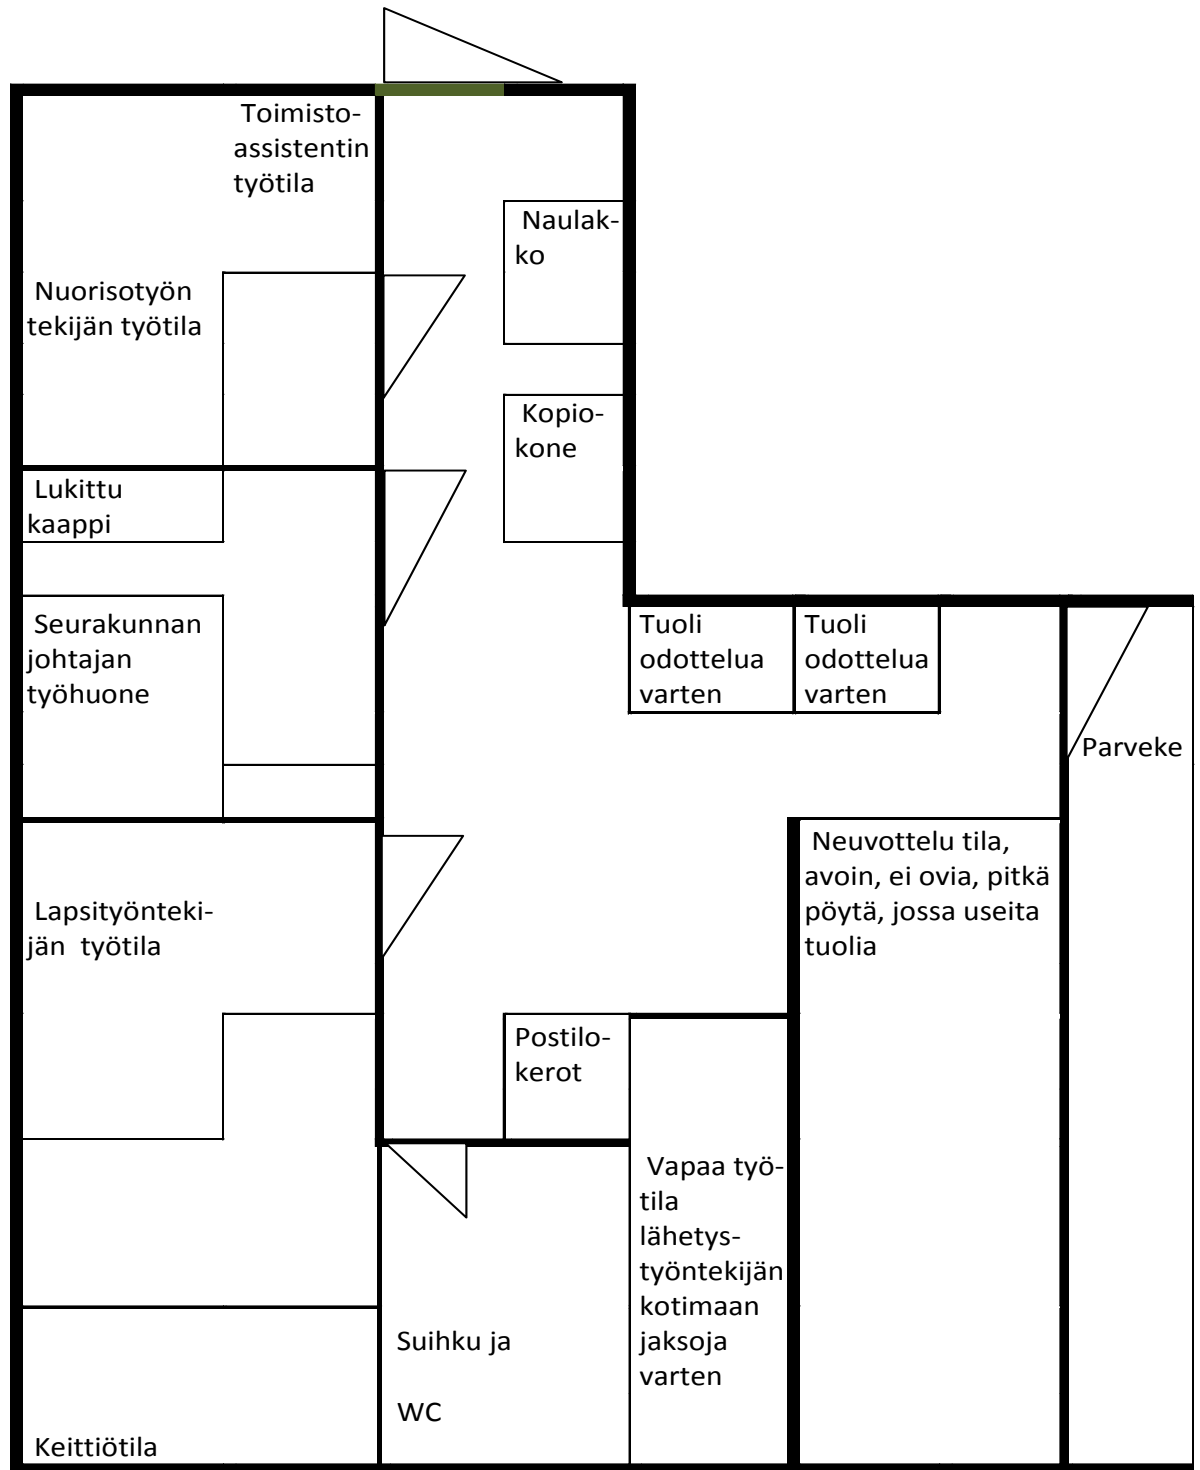 Toimisto-
assistentin
työtila
Naulak-
ko
Nuorisotyön
tekijän työtila
Kopio-
kone
Lukittu
kaappi
Seurakunnan
johtajan
työhuone
Tuoli
odottelua
varten
Tuoli
odottelua
varten
Parveke
Neuvottelu tila,
avoin, ei ovia, pitkä
pöytä, jossa useita
tuolia
Lapsityönteki-
jän työtila
Postilo-
kerot
Vapaa työ-
tila
lähetys-
työntekijän
kotimaan
jaksoja
varten
Suihku ja
WC
Keittiötila